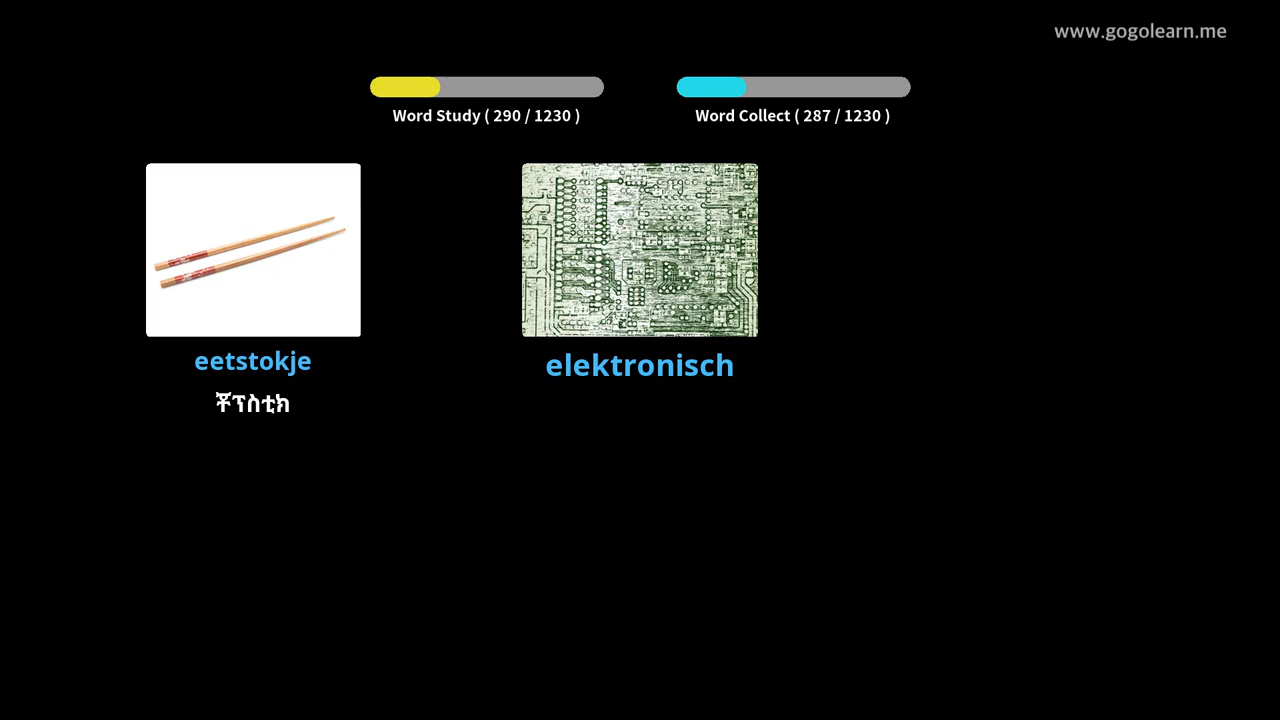 www.gogolearn.me
Word Study ( 290 / 1230 )
Word Collect ( 287 / 1230 )
eetstokje
ቾፕስቲክ
elektronisch